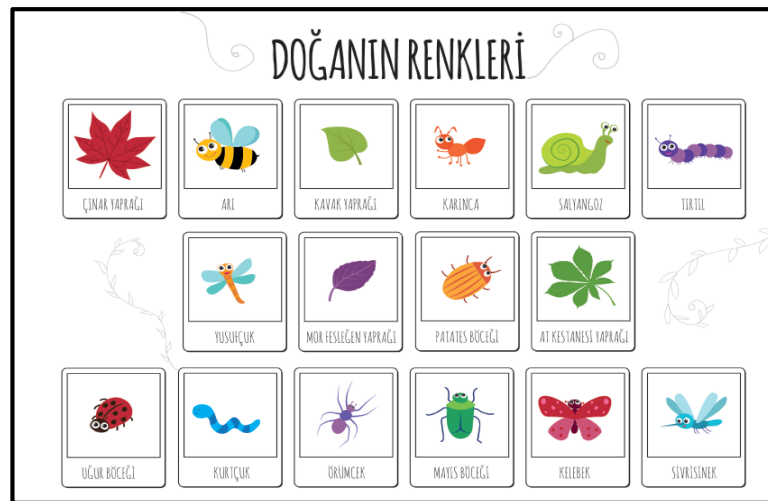 DOĞANIN RENKLERİ
ÇINAR YAPRAĞI
ARI
KAVAK YAPRAĞI
KARINCA
SALYANGOZ
TIRTIL
YUSUFÇUK
MOR FESLEĞEN YAPRAĞI
PATATES BÖCEĞİ
AT KESTANESİ YAPRAĞI
UĞUR BÖCEĞİ
KURTÇUK
ÖRÜMCEK
MAYIS BÖCEĞİ
KELEBEK
SİVRİSİNEK